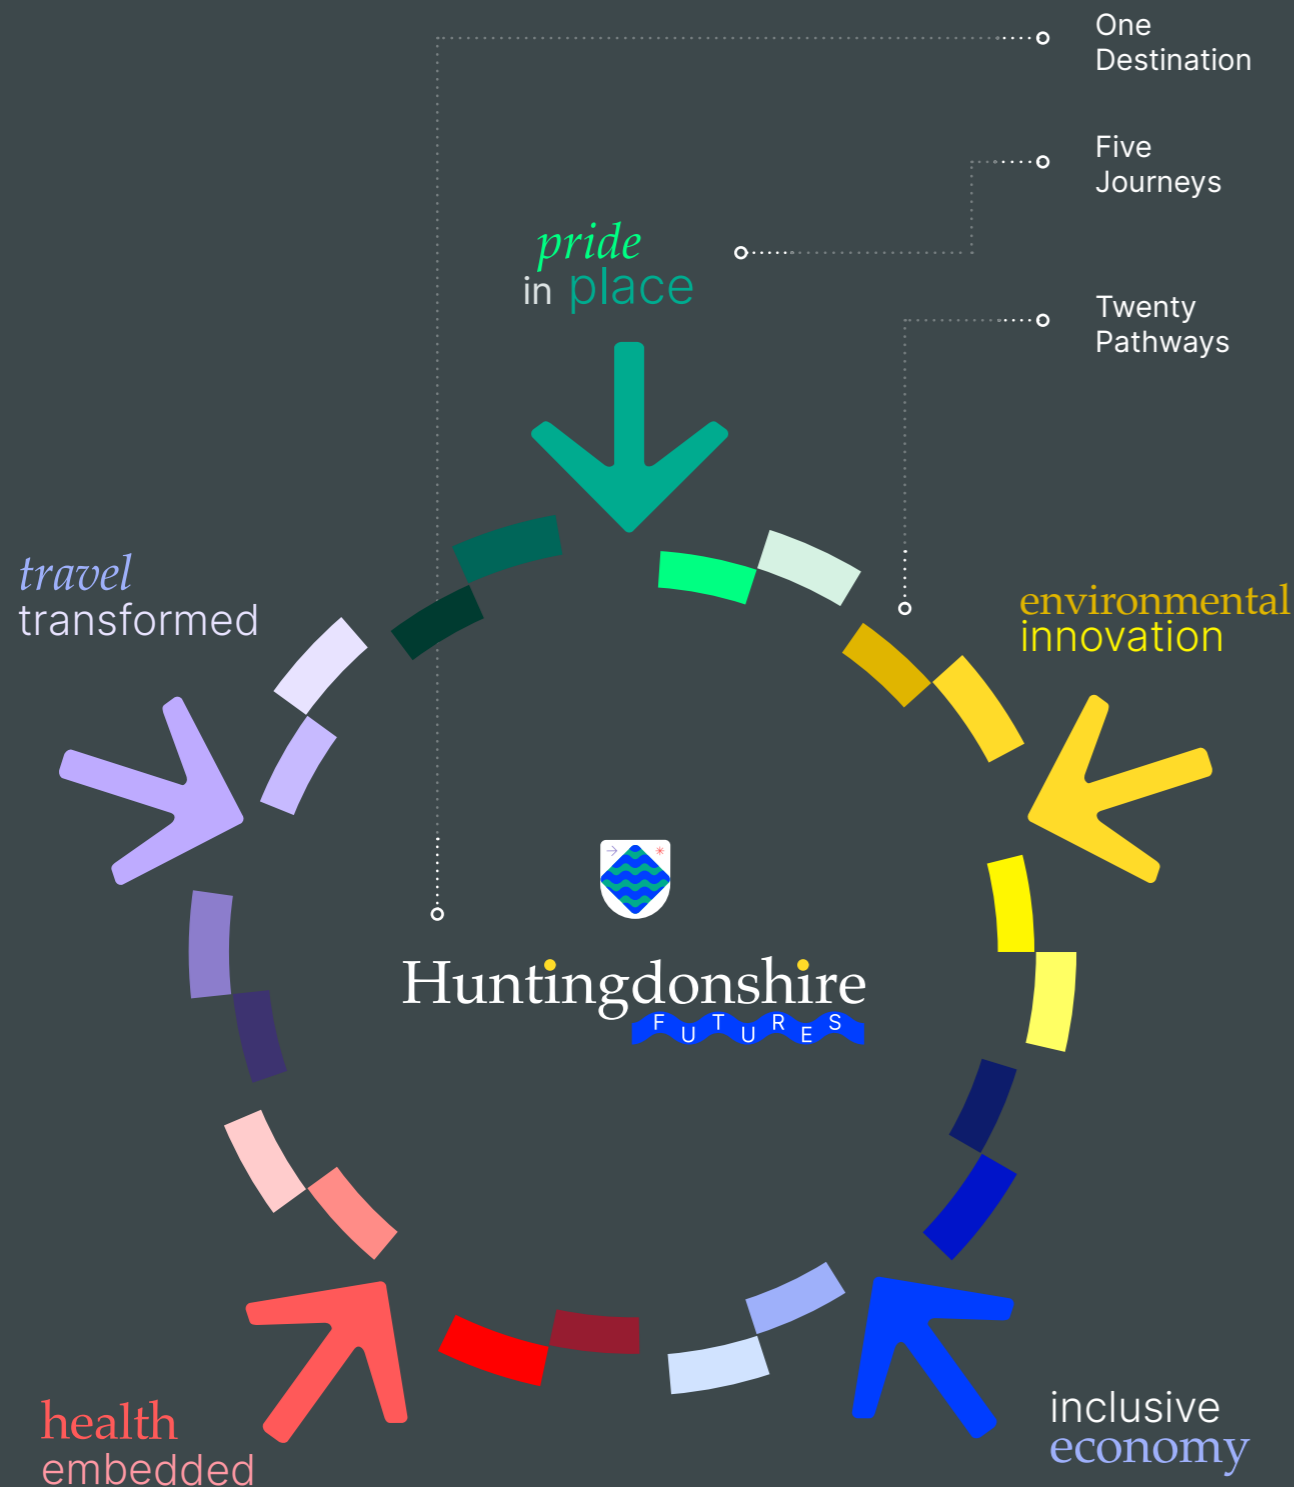 One
Destination
Five
Journeys
pride
in place
Twenty
Pathways
travel
transformed
environmental
innovation
Huntingdonshire
FUTURES
health
embedded
inclusive
economy